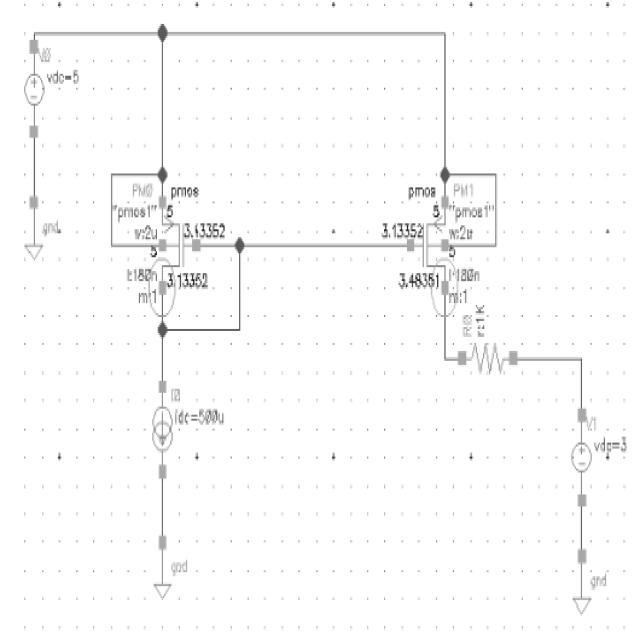 V0
vdc=5
gnd
PM0
pmos
"pmos1"
5
w:2u
3.13352
5
l:180n
3.13352
m:1
I0
idc=500u
gnd
pmos
PM1
5
"pmos1"
3.13352
w:2u
5
3.48351
l:180n
m:1
R0
r:1K
V1
vdc=3
gnd